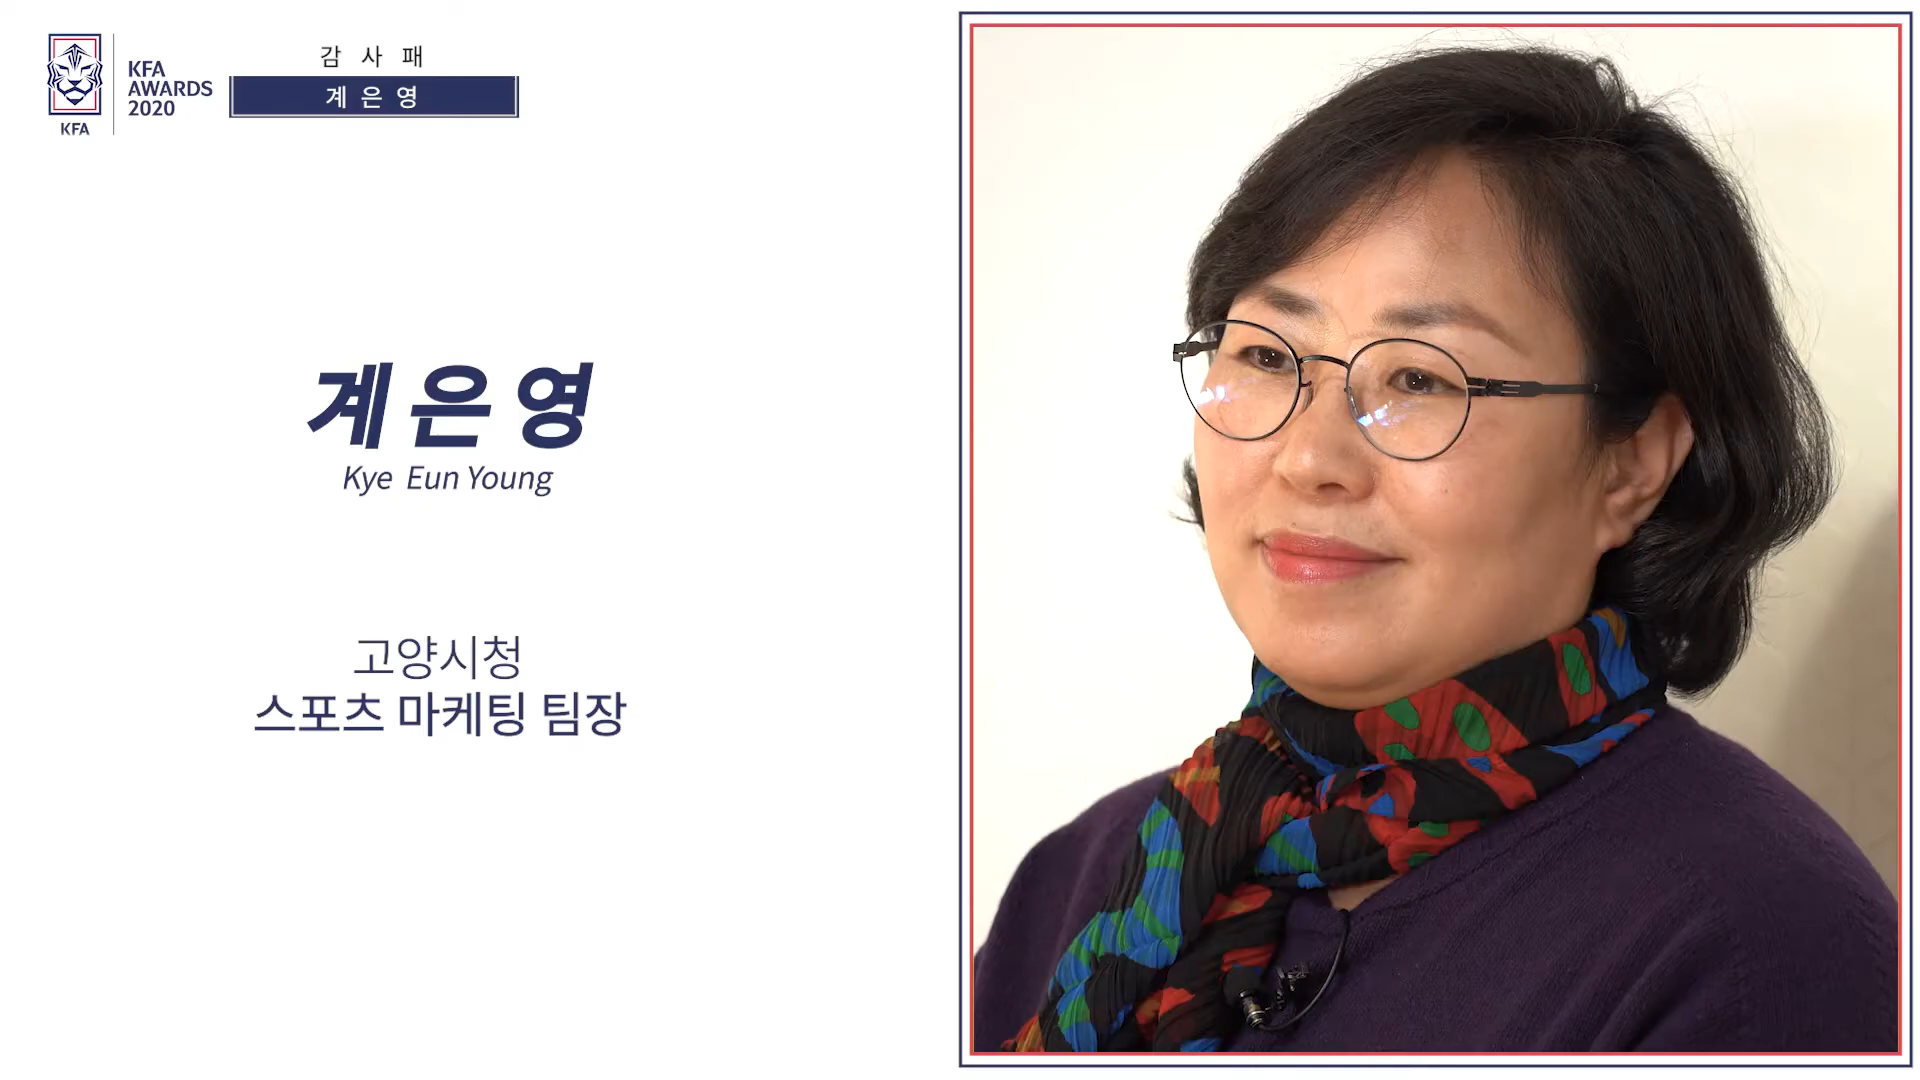 KFA
KFA
AWARDS
2020
감 사 패
계 은 영
계 은 영
Kye Eun Young
고양시청
스포츠 마케팅 팀장